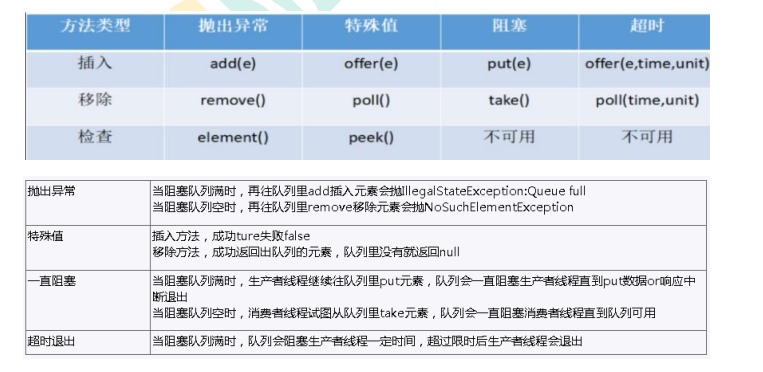 方法类型 抛出异常 特殊值 阻塞 超时
插入 add(e) offer(e) put(e) offer(e,time,unit)
移除 remove() poll() take() poll(time,unit)
检查 element() peek() 不可用 不可用
抛出异常 当阻塞队列满时，再往队列里add插入元素会抛IllegalStateException:Queue full
当阻塞队列空时，再往队列里remove移除元素会抛NoSuchElementException
特殊值 插入方法，成功ture失败false
移除方法，成功返回出队列的元素，队列里没有就返回null
一直阻塞 当阻塞队列满时，生产者线程继续往队列里put元素，队列会一直阻塞生产者线程直到put数据or响应中
断退出
当阻塞队列空时，消费者线程试图从队列里take元素，队列会一直阻塞消费者线程直到队列可用
超时退出 当阻塞队列满时，队列会阻塞生产者线程一定时间，超过限时后生产者线程会退出